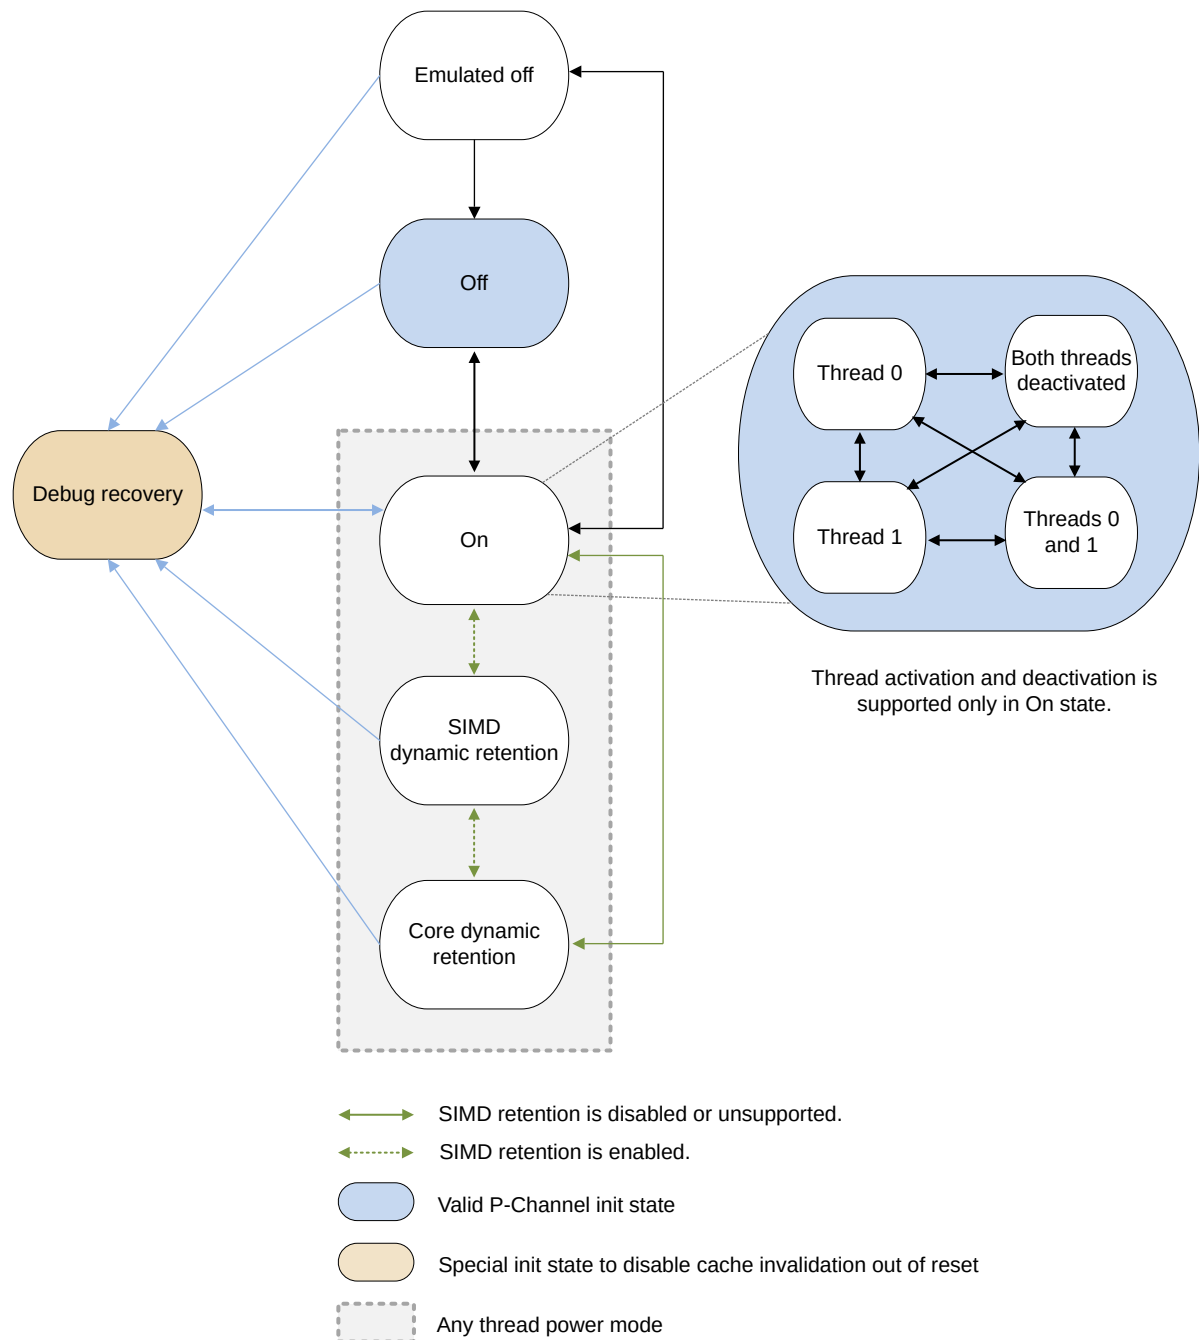 Emulated off
Off
Thread 0
Both threads
deactivated
Debug recovery
On
Thread 1
Threads 0
and 1
Thread activation and deactivation is
supported only in On state.
SIMD
dynamic retention
Core dynamic
retention
SIMD retention is disabled or unsupported.
SIMD retention is enabled.
Valid P-Channel init state
Special init state to disable cache invalidation out of reset
Any thread power mode